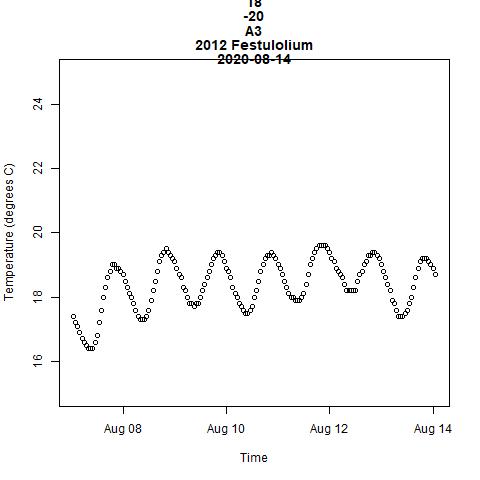 18
-20
A3
2012 Festulolium
2020-08-14
24
22
20
18
16
Temperature (degrees C)
Aug 08
Aug 10
Aug 12
Aug 14
Time